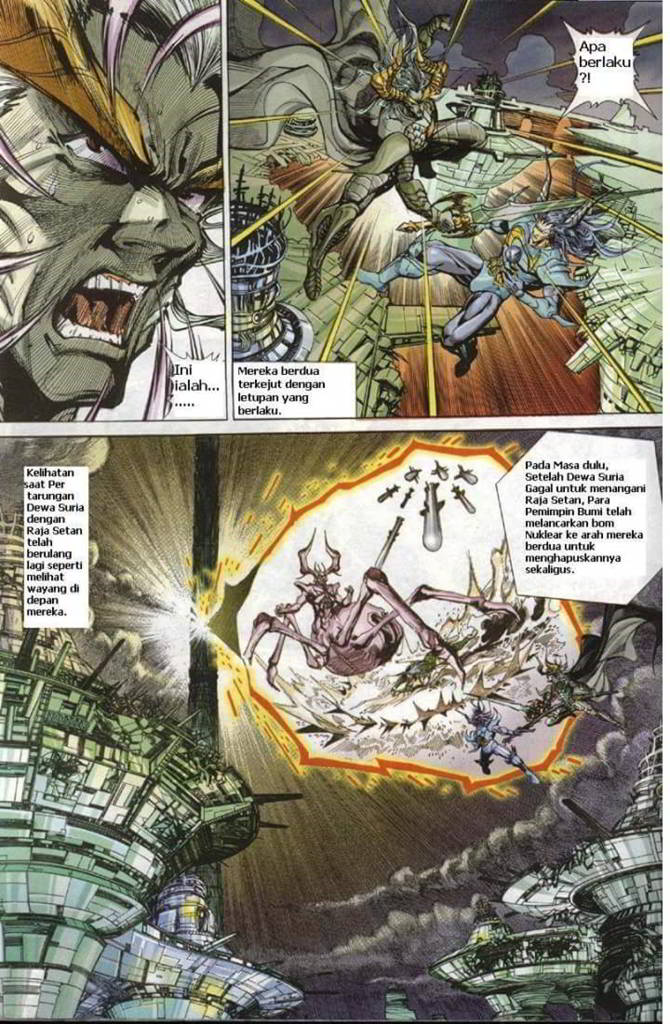 Ini
ialah...
.....
Apa
berlaku
?!
Mereka berdua
terkejut dengan
letupan yang
berlaku.
Kelihatan
saat Per
tarungan
Dewa Suria
dengan
Raja Setan
telah
berulang
lagi seperti
melihat
wayang di
depan
mereka.
Pada Masa dulu,
Setelah Dewa Suria
Gagal untuk menangani
Raja Setan, Para
Pemimpin Bumi telah
melancarkan bom
Nuklear ke arah mereka
berdua untuk
menghapuskannya
sekaligus.